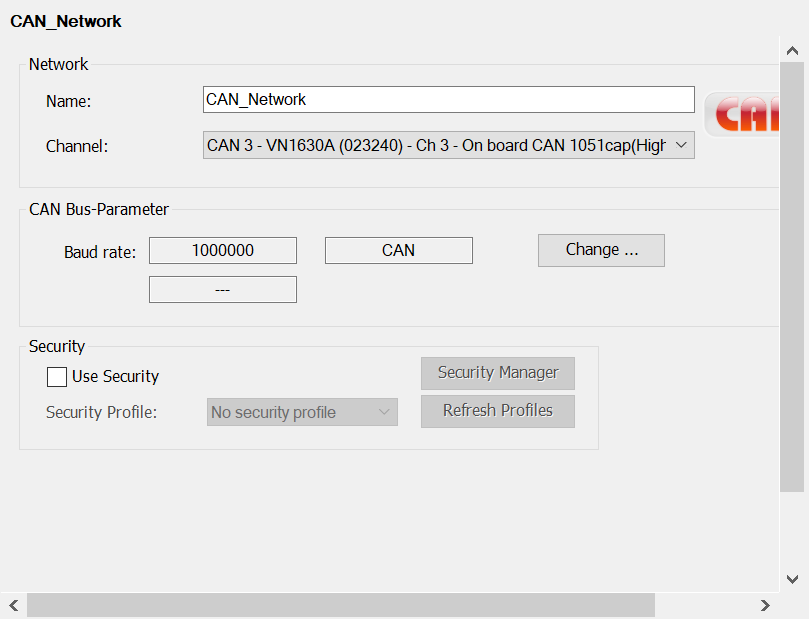 CAN_Network
Network
Name: CAN_Network
Channel: CAN 3 - VN1630A (023240) - Ch 3 - On board CAN 1051cap(High
CAN Bus-Parameter
Baud rate: 1000000 CAN Change ...
---
Security
Use Security Security Manager
Security Profile: No security profile Refresh Profiles